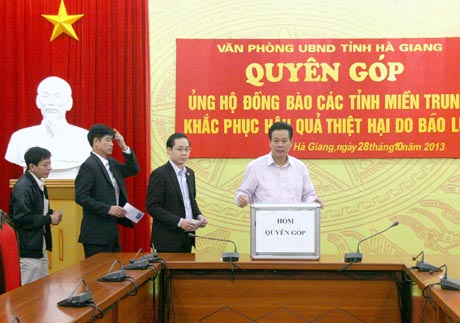 VĂN PHÒNG UBND TỈNH HÀ GIANG
QUYÊN GÓP
ỦNG HỘ ĐỒNG BÀO CÁC TỈNH MIỀN TRUN
KHẮC PHỤC HẬU QUẢ THIỆT HẠI DO BÃO LŨ
Hà Giang, ngày 28 tháng 10 năm 2013
HÒM
QUYÊN GÓP